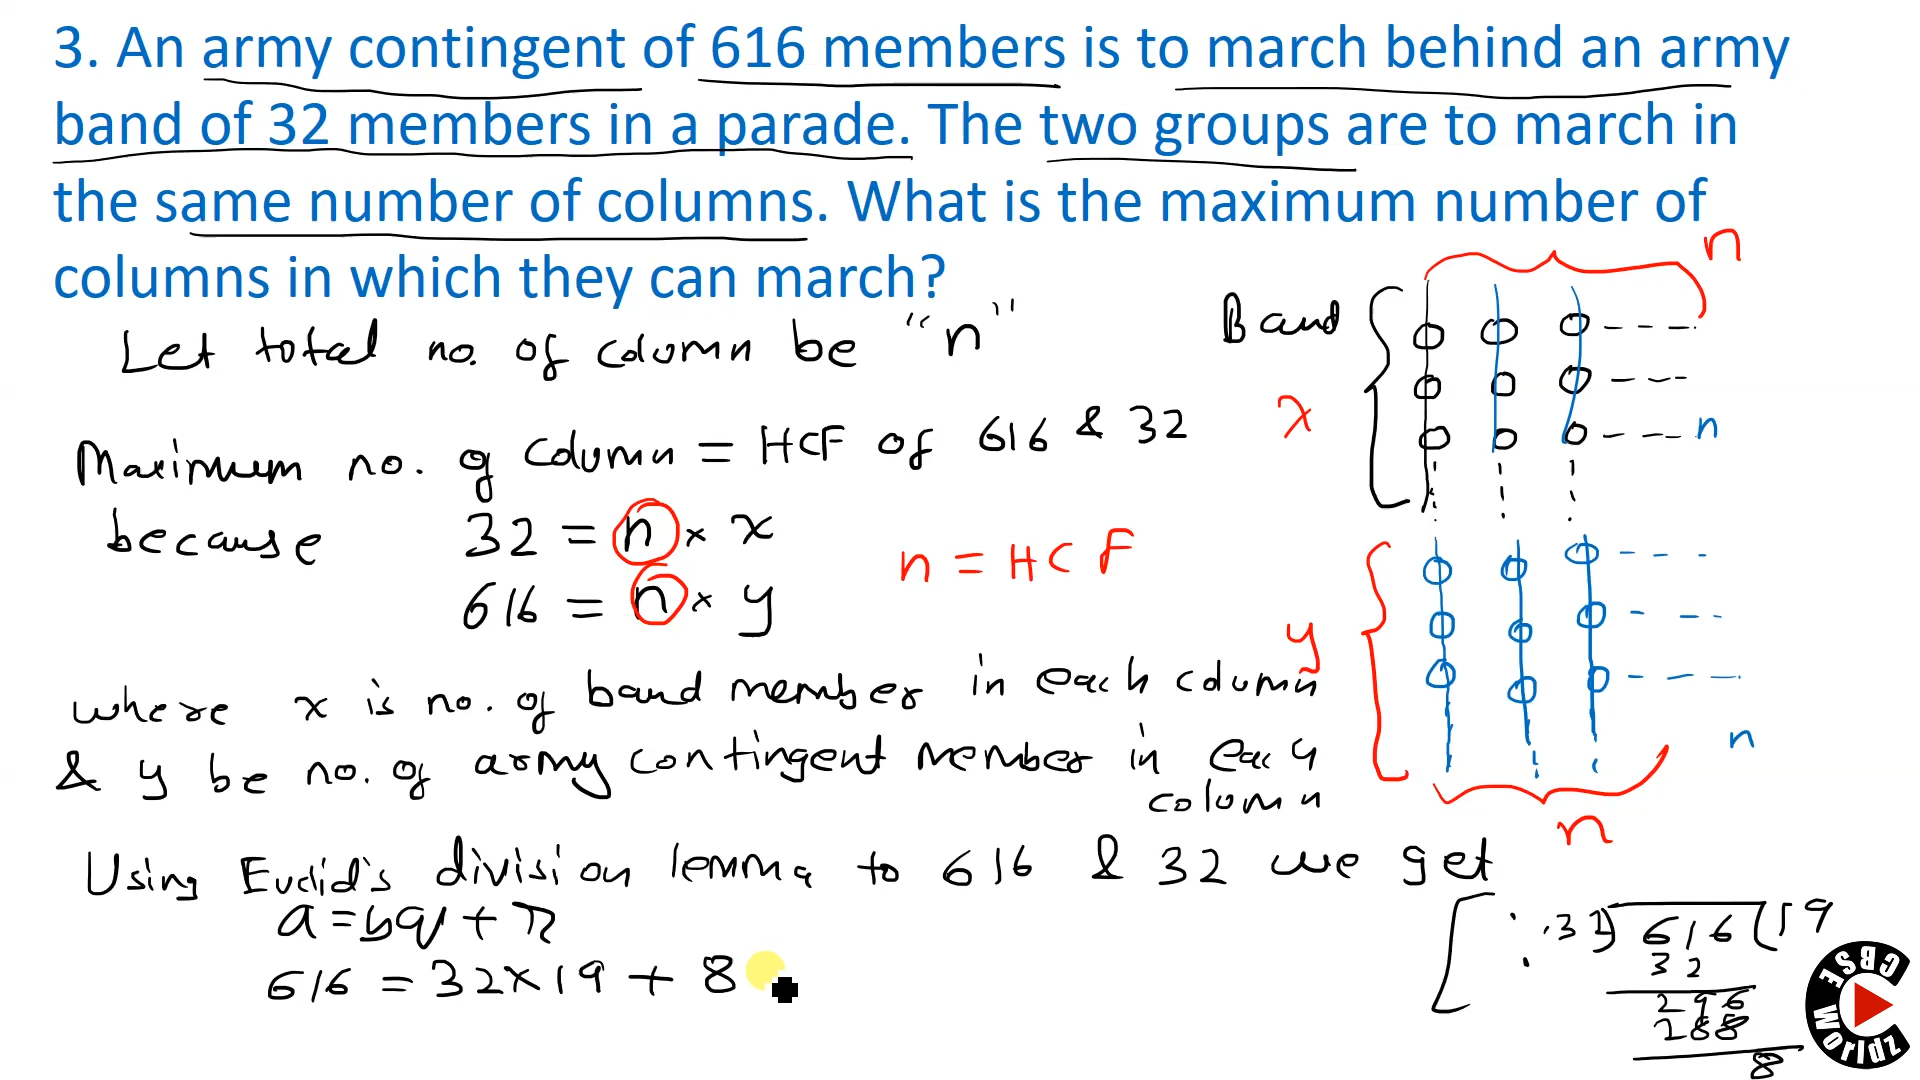 3. An army contingent of 616 members is to march behind an army
band of 32 members in a parade. The two groups are to march in
the same number of columns. What is the maximum number of
columns in which they can march?
Let total no. of column be "n"
Maximum no. of column = HCF of 616 & 32
because 32 = n × x
616 = n × y
n = HCF
where x is no. of band member in each column
& y be no. of army contingent member in each
column
Using Euclid's division lemma to 616 & 32 we get
a = bq + r
616 = 32 × 19 + 8
n
Band
x
n
y
n
n
[ ∵ 32) 616 (19
32
296
288
8
CBSE
Worldz